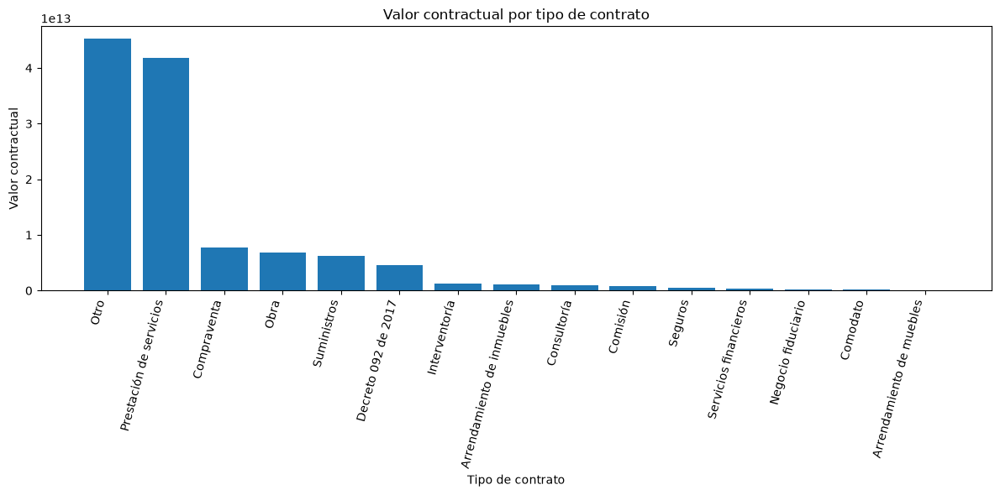 Valor contractual por tipo de contrato
1e13
4
3
2
1
0
Valor contractual
Otro
Prestación de servicios
Compraventa
Obra
Suministros
Decreto 092 de 2017
Interventoría
Arrendamiento de inmuebles
Consultoría
Comisión
Seguros
Servicios financieros
Negocio fiduciario
Comodato
Arrendamiento de muebles
Tipo de contrato